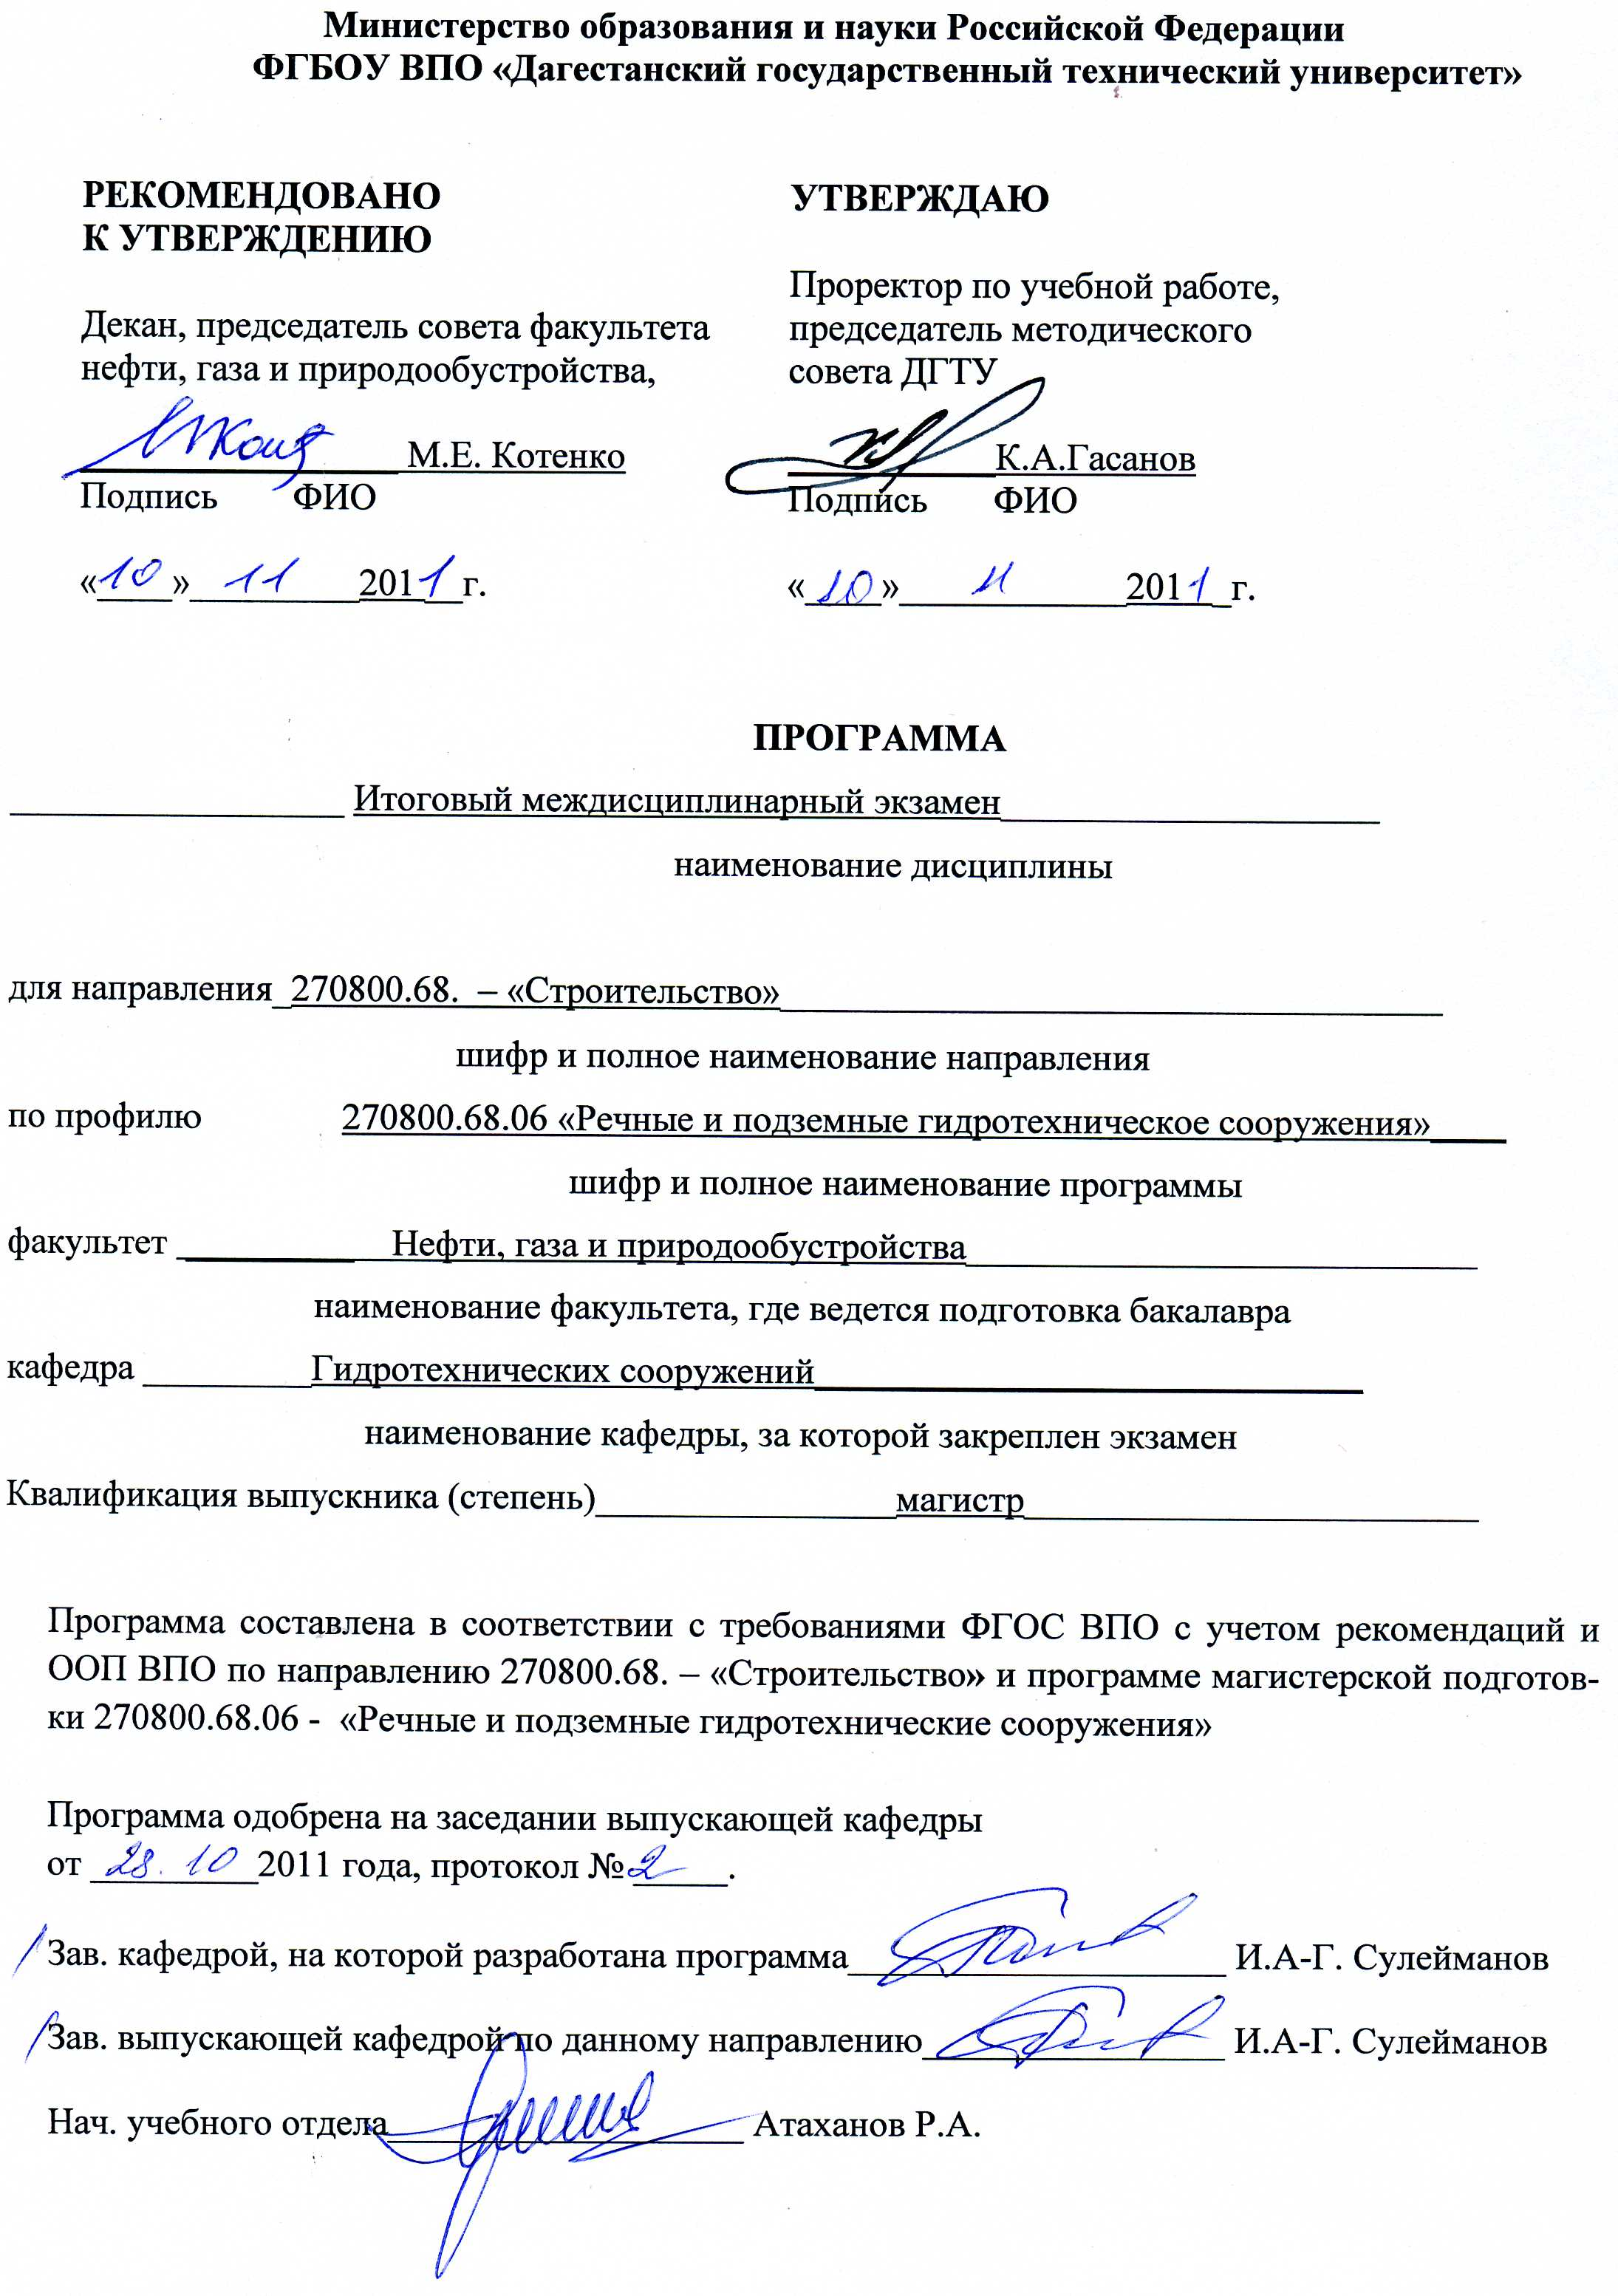 Министерство образования и науки Российской Федерации
ФГБОУ ВПО «Дагестанский государственный технический университет»
РЕКОМЕНДОВАНО
К УТВЕРЖДЕНИЮ
Декан, председатель совета факультета
нефти, газа и природообустройства,
М.Е. Котенко
Подпись ФИО
«10» 11 2011 г.
УТВЕРЖДАЮ
Проректор по учебной работе,
председатель методического
совета ДГТУ
К.А.Гасанов
Подпись ФИО
«10» 11 2011 г.
ПРОГРАММА
Итоговый междисциплинарный экзамен
наименование дисциплины
для направления 270800.68. – «Строительство»
шифр и полное наименование направления
по профилю 270800.68.06 «Речные и подземные гидротехническое сооружения»
шифр и полное наименование программы
факультет Нефти, газа и природообустройства
наименование факультета, где ведется подготовка бакалавра
кафедра Гидротехнических сооружений
наименование кафедры, за которой закреплен экзамен
Квалификация выпускника (степень) магистр
Программа составлена в соответствии с требованиями ФГОС ВПО с учетом рекомендаций и
ООП ВПО по направлению 270800.68. – «Строительство» и программе магистерской подготов-
ки 270800.68.06 - «Речные и подземные гидротехнические сооружения»
Программа одобрена на заседании выпускающей кафедры
от 28.10 2011 года, протокол № 2.
Зав. кафедрой, на которой разработана программа И.А-Г. Сулейманов
Зав. выпускающей кафедрой по данному направлению И.А-Г. Сулейманов
Нач. учебного отдела Атаханов Р.А.